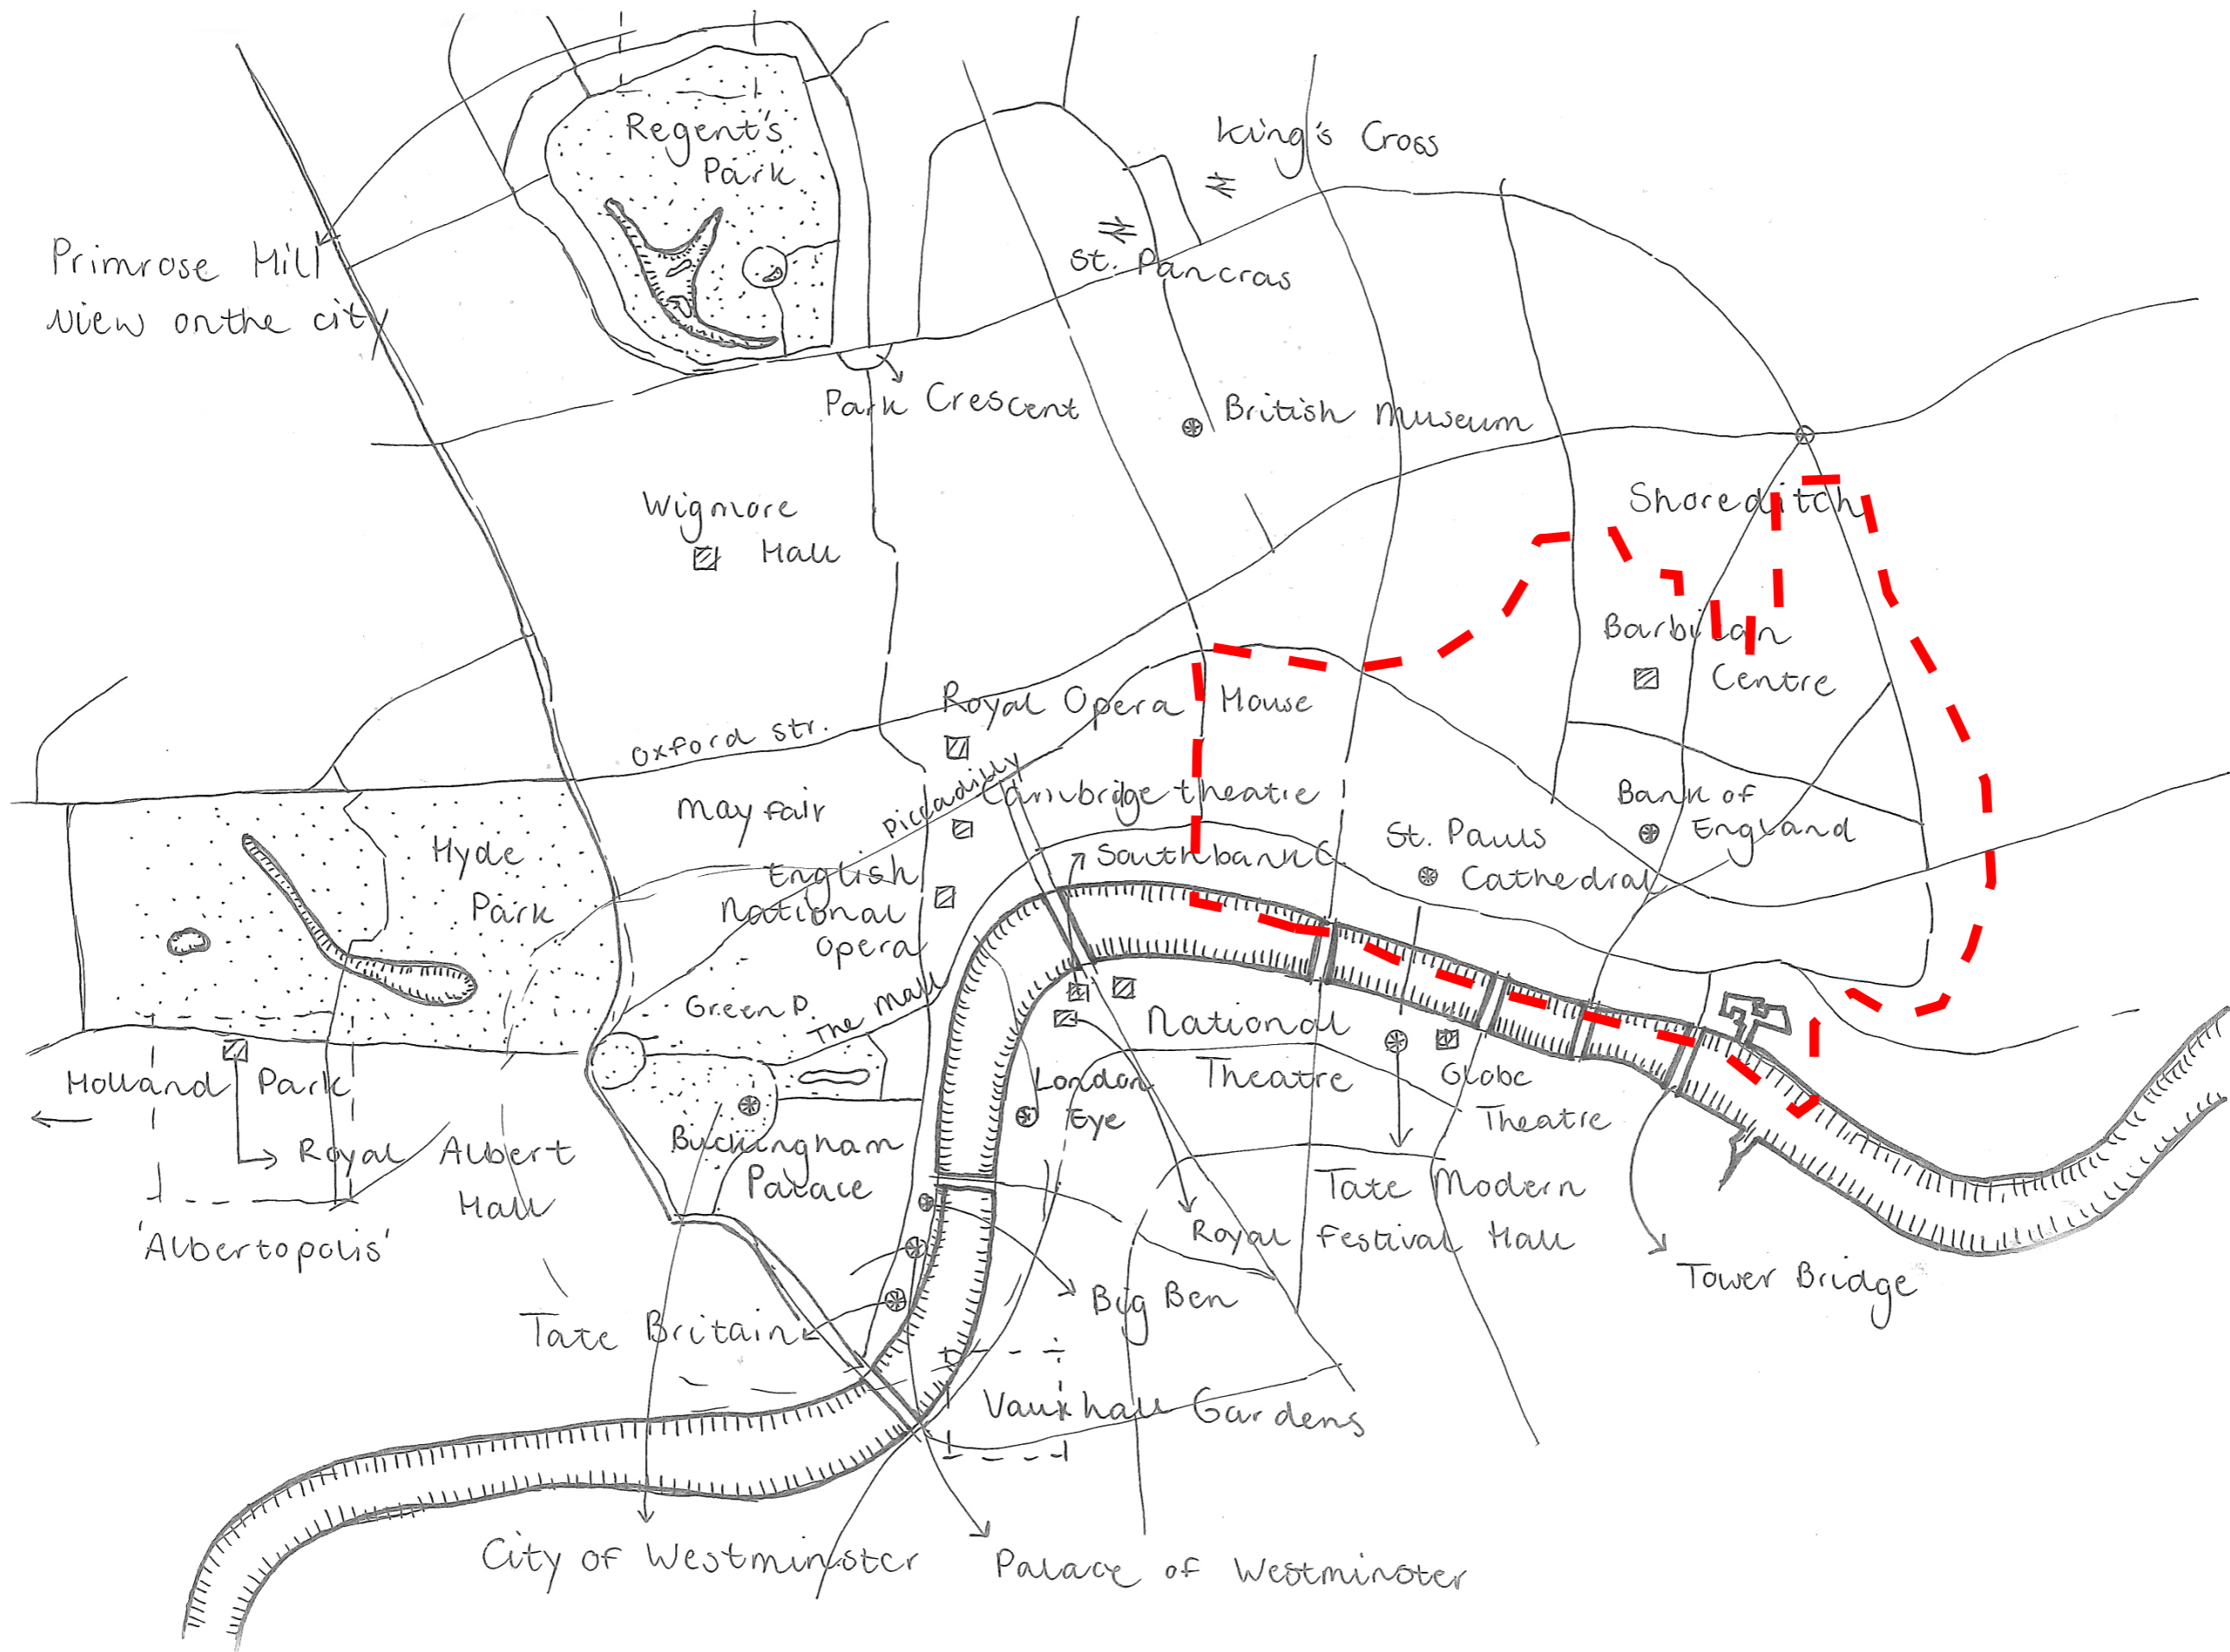 Regent's
Park
King's Cross
St. Pancras
Primrose Hill
view on the city
Park Crescent
British Museum
Wigmore
Hall
Shoreditch
Barbican
Centre
Royal Opera House
Oxford str.
Piccadilly
Cambridge theatre
Mayfair
Bank of
England
St. Pauls
Cathedral
Southbank C.
Hyde
Park
English
National
Opera
Green P.
The Mall
National
Theatre
Globe
Theatre
London
Eye
Holland Park
Royal Albert
Hall
'Albertopolis'
Buckingham
Palace
Tate Modern
Royal Festival Hall
Tower Bridge
Big Ben
Tate Britain
Vauxhall Gardens
City of Westminster
Palace of Westminster